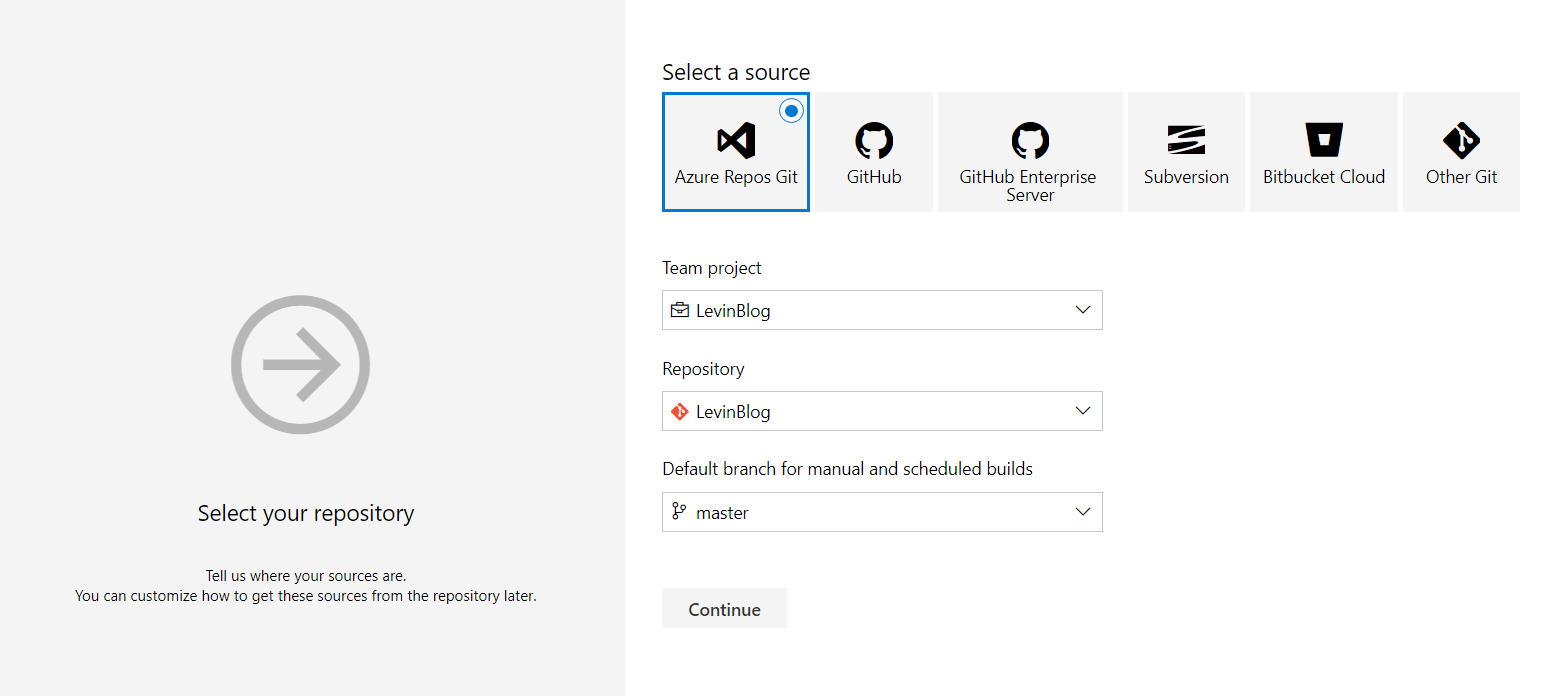 Select your repository
Tell us where your sources are.
You can customize how to get these sources from the repository later.
Select a source
Azure Repos Git
GitHub
GitHub Enterprise
Server
Subversion
Bitbucket Cloud
Other Git
Team project
LevinBlog
Repository
LevinBlog
Default branch for manual and scheduled builds
master
Continue